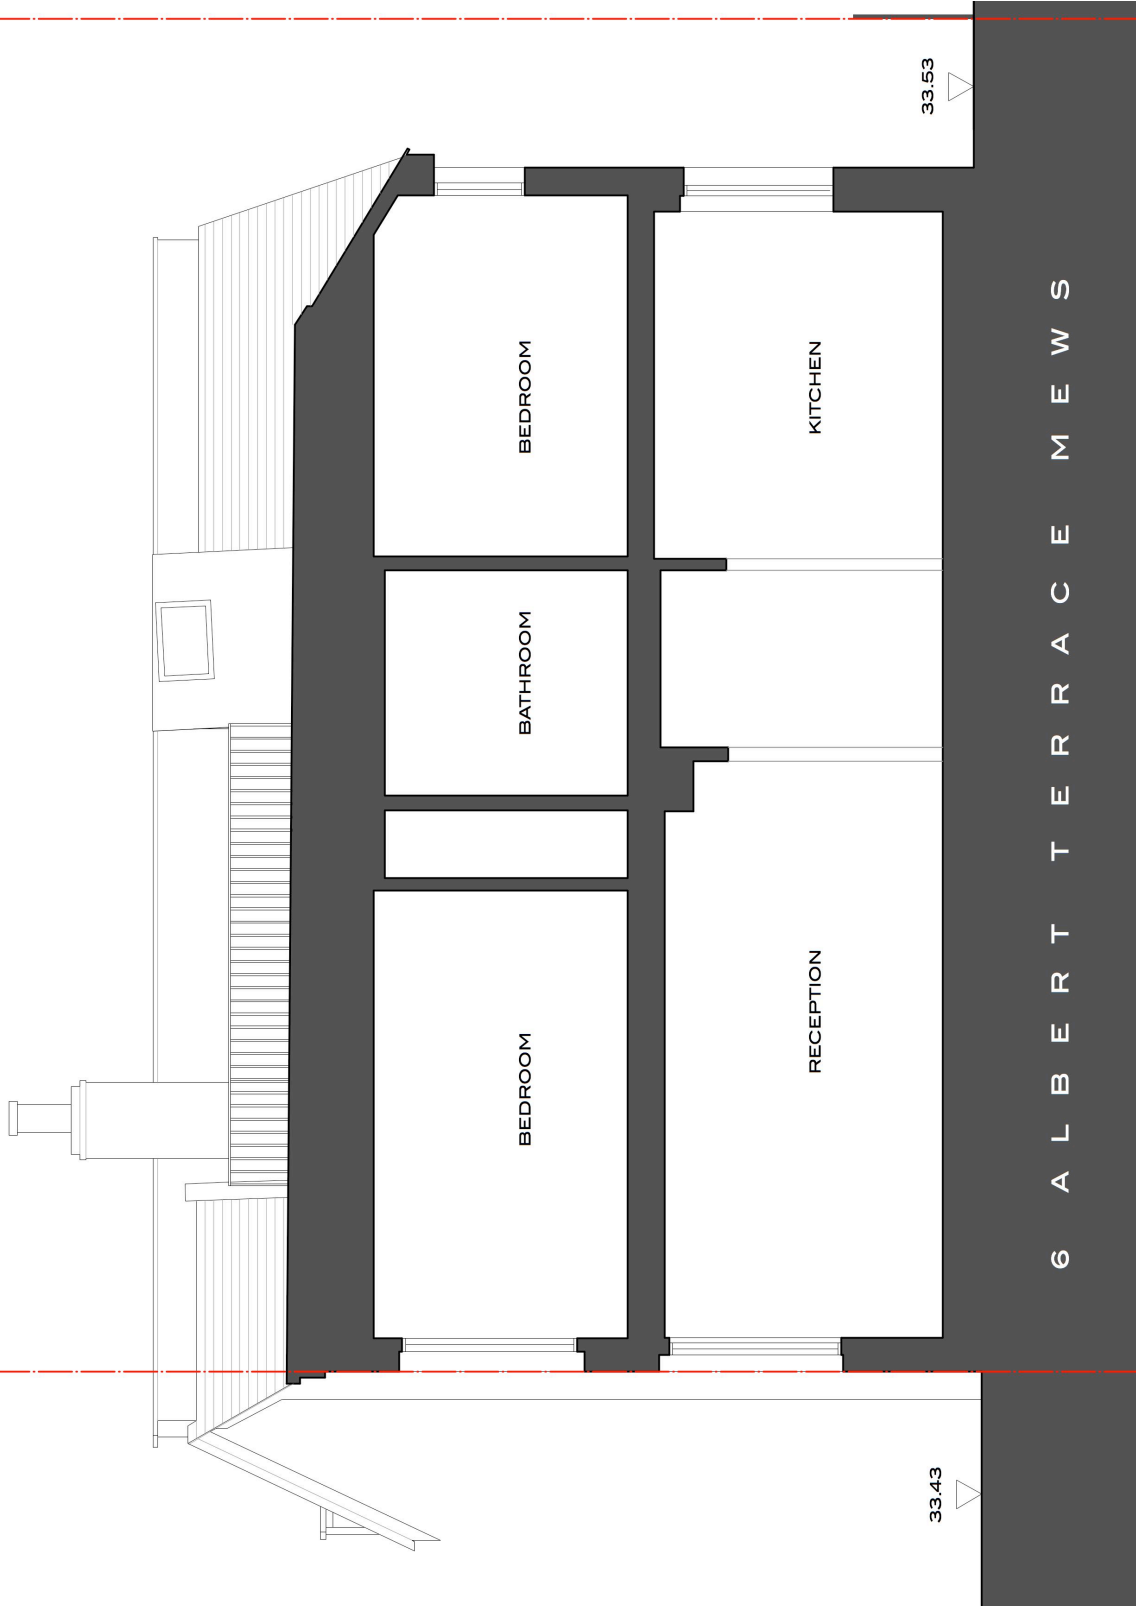 BEDROOM
BATHROOM
BEDROOM
RECEPTION
KITCHEN
33.43
33.53
6 ALBERT TERRACE MEWS